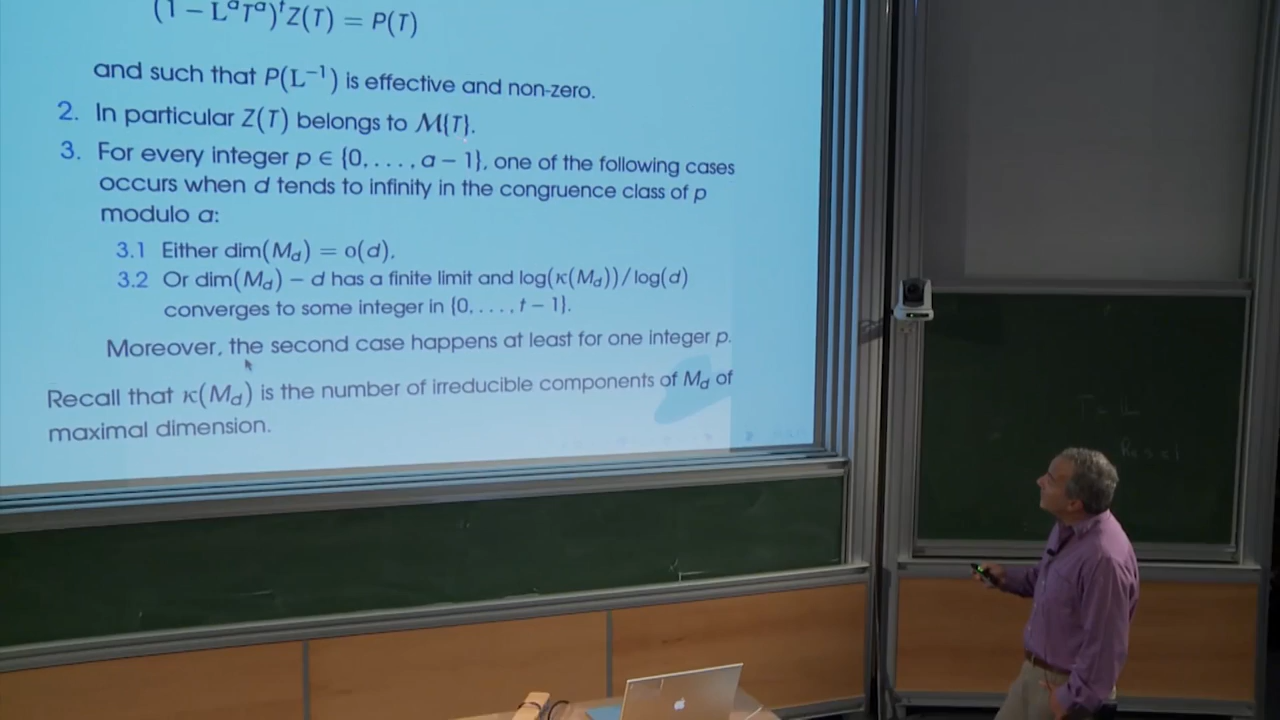 (1 − LᵃTᵃ)ᵗZ(T) = P(T)
and such that P(L⁻¹) is effective and non-zero.
2. In particular Z(T) belongs to M{T}.
3. For every integer p ∈ {0, . . . , a − 1}, one of the following cases
occurs when d tends to infinity in the congruence class of p
modulo a:
3.1 Either dim(M_d) = o(d),
3.2 Or dim(M_d) − d has a finite limit and log(κ(M_d))/log(d)
converges to some integer in {0, . . . , t − 1}.
Moreover, the second case happens at least for one integer p.
Recall that κ(M_d) is the number of irreducible components of M_d of
maximal dimension.